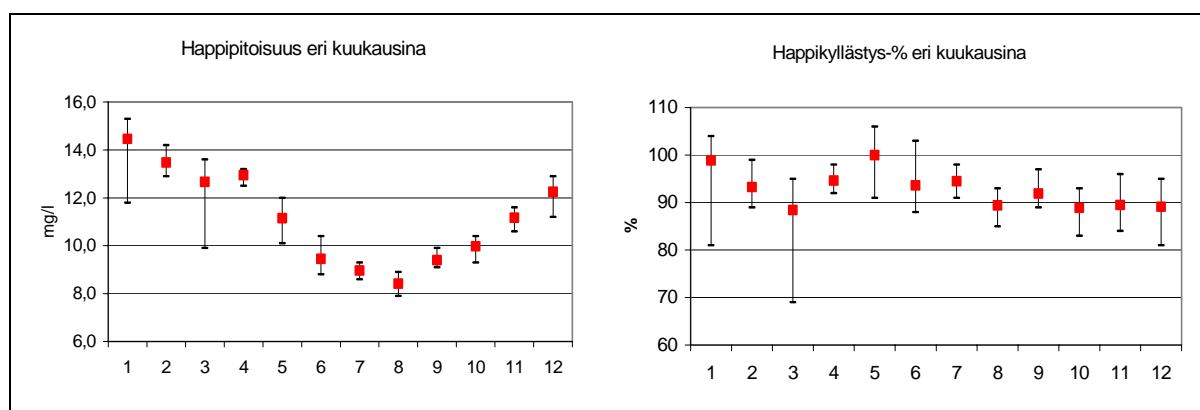 Happipitoisuus eri kuukausina
mg/l
16,0
14,0
12,0
10,0
8,0
6,0
1 2 3 4 5 6 7 8 9 10 11 12
Happikyllästys-% eri kuukausina
%
110
100
90
80
70
60
1 2 3 4 5 6 7 8 9 10 11 12